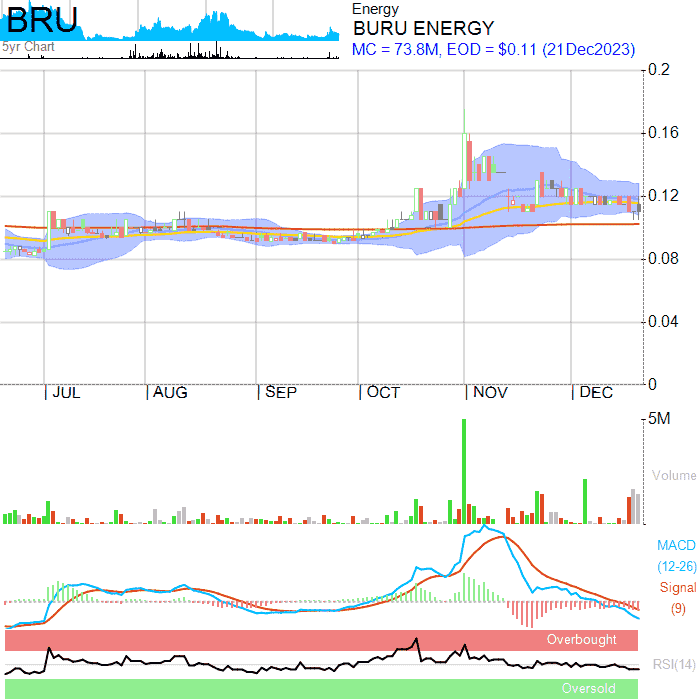 BRU
5yr Chart
Energy
BURU ENERGY
MC = 73.8M, EOD = $0.11 (21Dec2023)
0.2
0.16
0.12
0.08
0.04
0
JUL AUG SEP OCT NOV DEC
5M
Volume
MACD
(12-26)
Signal
(9)
Overbought
RSI(14)
Oversold